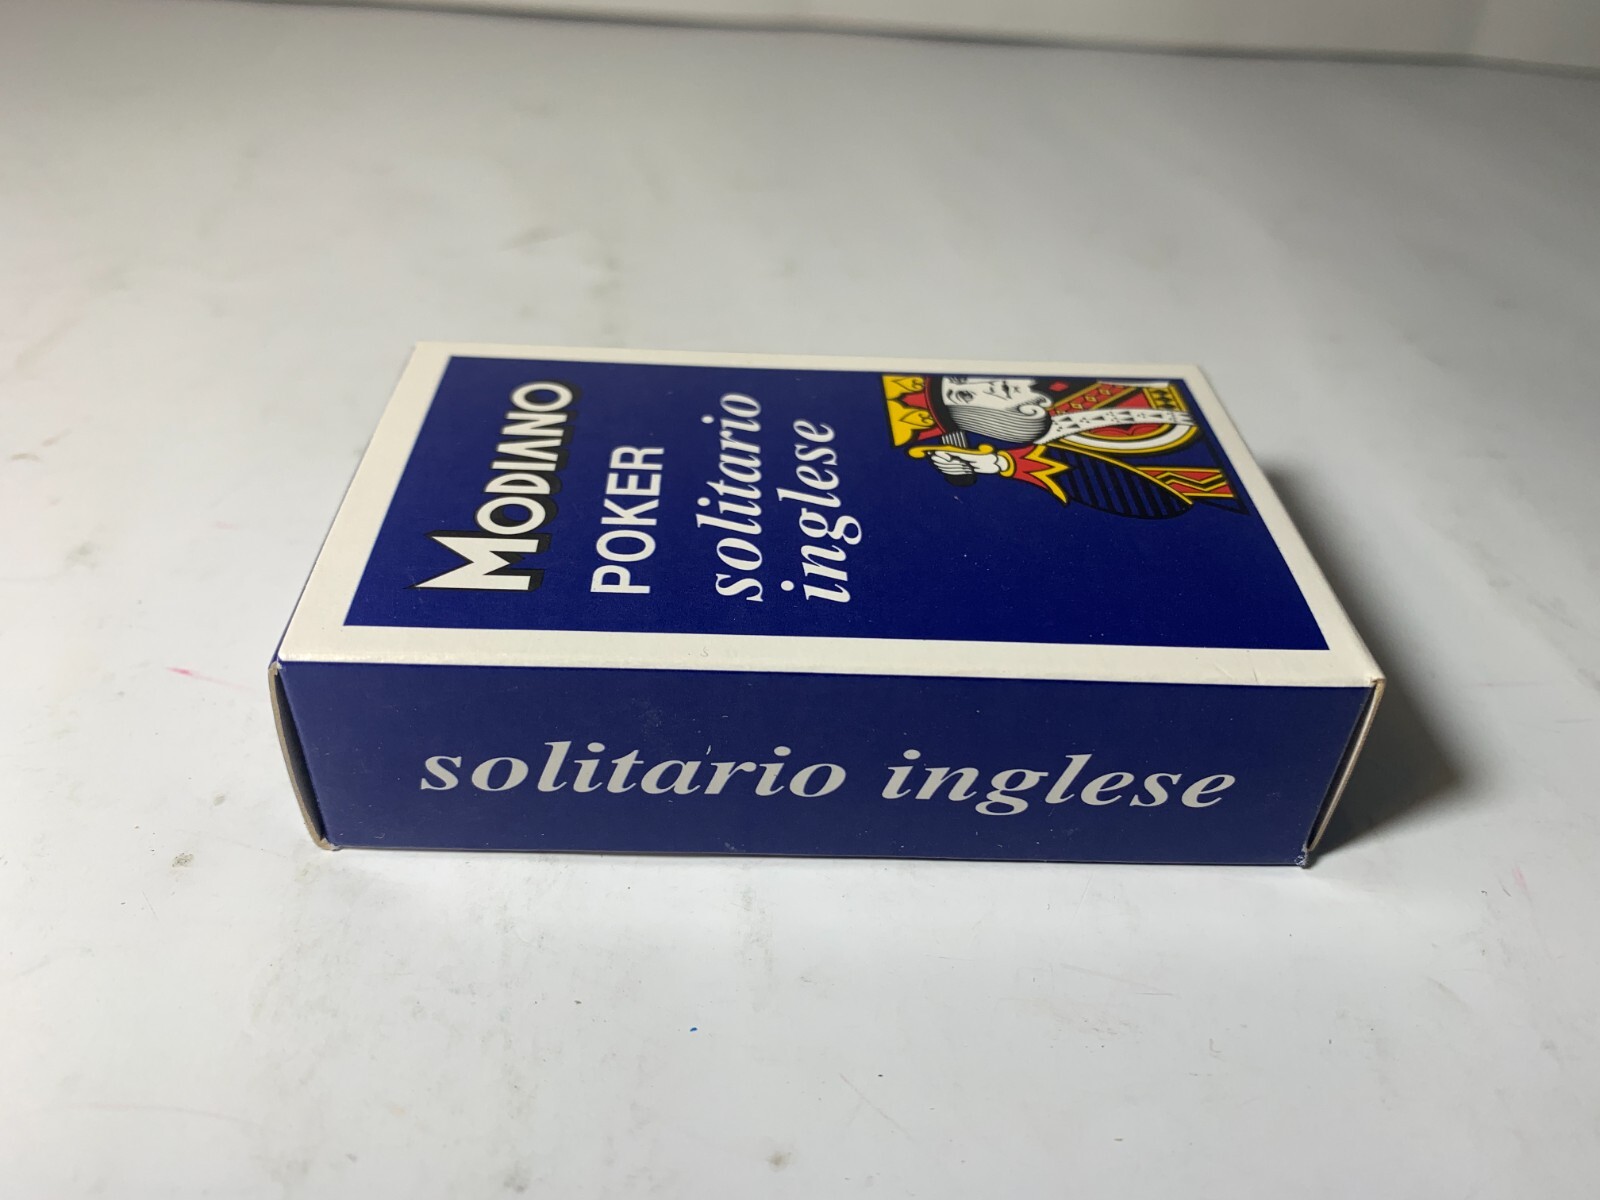 MODIANO
POKER
solitario
inglese
solitario inglese